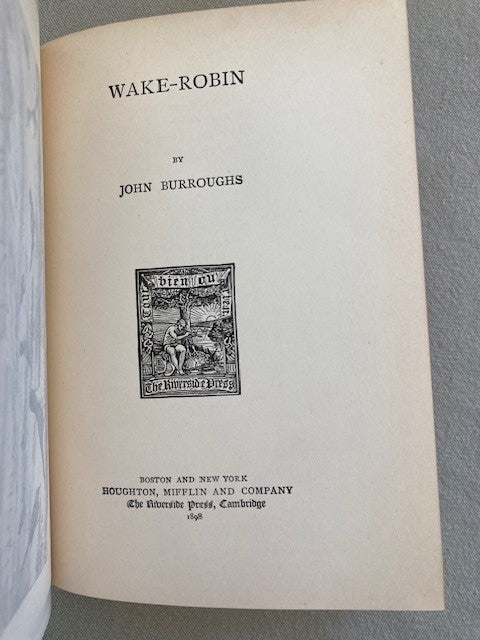 WAKE-ROBIN
BY
JOHN BURROUGHS
Tout bien ou rien
The Riverside Press
BOSTON AND NEW YORK
HOUGHTON, MIFFLIN AND COMPANY
The Riverside Press, Cambridge
1898